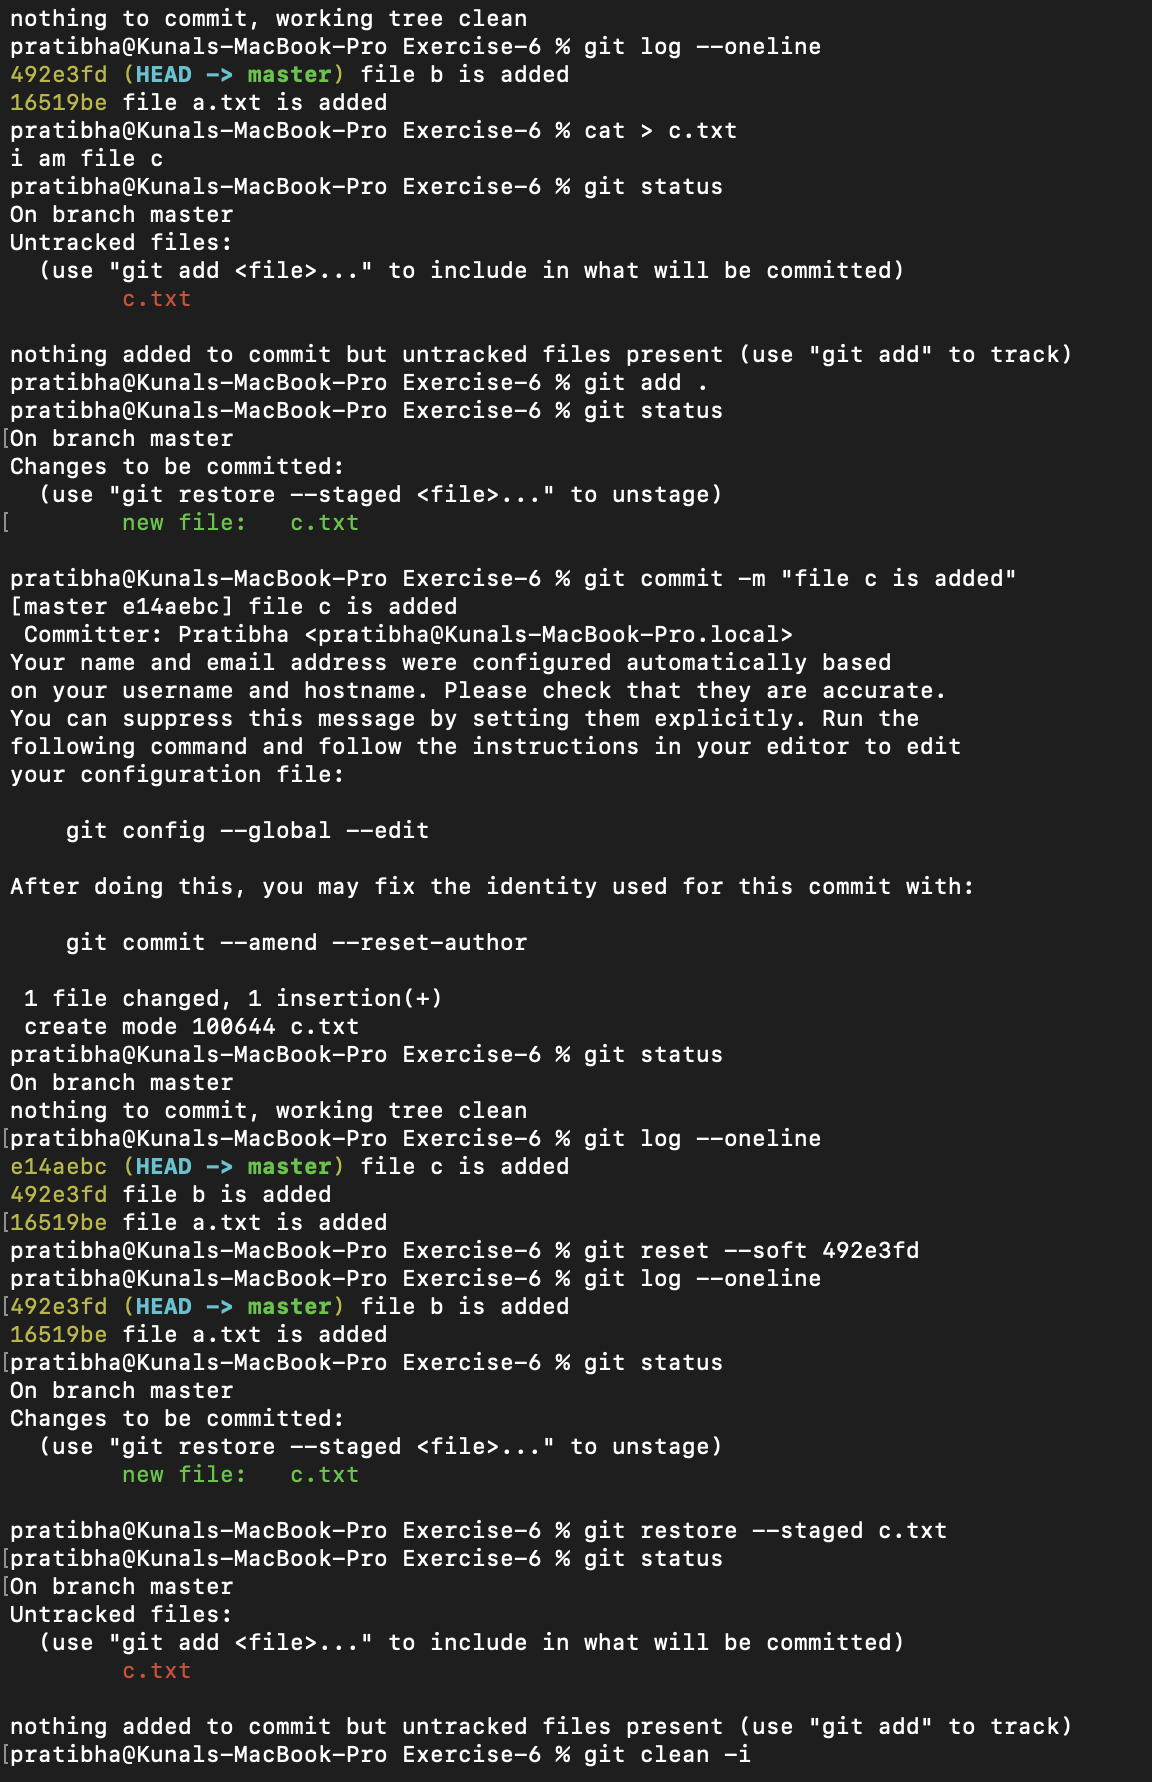 nothing to commit, working tree clean
pratibha@Kunals-MacBook-Pro Exercise-6 % git log --oneline
492e3fd (HEAD -> master) file b is added
16519be file a.txt is added
pratibha@Kunals-MacBook-Pro Exercise-6 % cat > c.txt
i am file c
pratibha@Kunals-MacBook-Pro Exercise-6 % git status
On branch master
Untracked files:
  (use "git add <file>..." to include in what will be committed)
        c.txt

nothing added to commit but untracked files present (use "git add" to track)
pratibha@Kunals-MacBook-Pro Exercise-6 % git add .
pratibha@Kunals-MacBook-Pro Exercise-6 % git status
[On branch master
Changes to be committed:
  (use "git restore --staged <file>..." to unstage)
[       new file:   c.txt

pratibha@Kunals-MacBook-Pro Exercise-6 % git commit -m "file c is added"
[master e14aebc] file c is added
 Committer: Pratibha <pratibha@Kunals-MacBook-Pro.local>
Your name and email address were configured automatically based
on your username and hostname. Please check that they are accurate.
You can suppress this message by setting them explicitly. Run the
following command and follow the instructions in your editor to edit
your configuration file:

    git config --global --edit

After doing this, you may fix the identity used for this commit with:

    git commit --amend --reset-author

 1 file changed, 1 insertion(+)
 create mode 100644 c.txt
pratibha@Kunals-MacBook-Pro Exercise-6 % git status
On branch master
nothing to commit, working tree clean
[pratibha@Kunals-MacBook-Pro Exercise-6 % git log --oneline
e14aebc (HEAD -> master) file c is added
492e3fd file b is added
[16519be file a.txt is added
pratibha@Kunals-MacBook-Pro Exercise-6 % git reset --soft 492e3fd
pratibha@Kunals-MacBook-Pro Exercise-6 % git log --oneline
[492e3fd (HEAD -> master) file b is added
16519be file a.txt is added
[pratibha@Kunals-MacBook-Pro Exercise-6 % git status
On branch master
Changes to be committed:
  (use "git restore --staged <file>..." to unstage)
        new file:   c.txt

pratibha@Kunals-MacBook-Pro Exercise-6 % git restore --staged c.txt
[pratibha@Kunals-MacBook-Pro Exercise-6 % git status
[On branch master
Untracked files:
  (use "git add <file>..." to include in what will be committed)
        c.txt

nothing added to commit but untracked files present (use "git add" to track)
[pratibha@Kunals-MacBook-Pro Exercise-6 % git clean -i